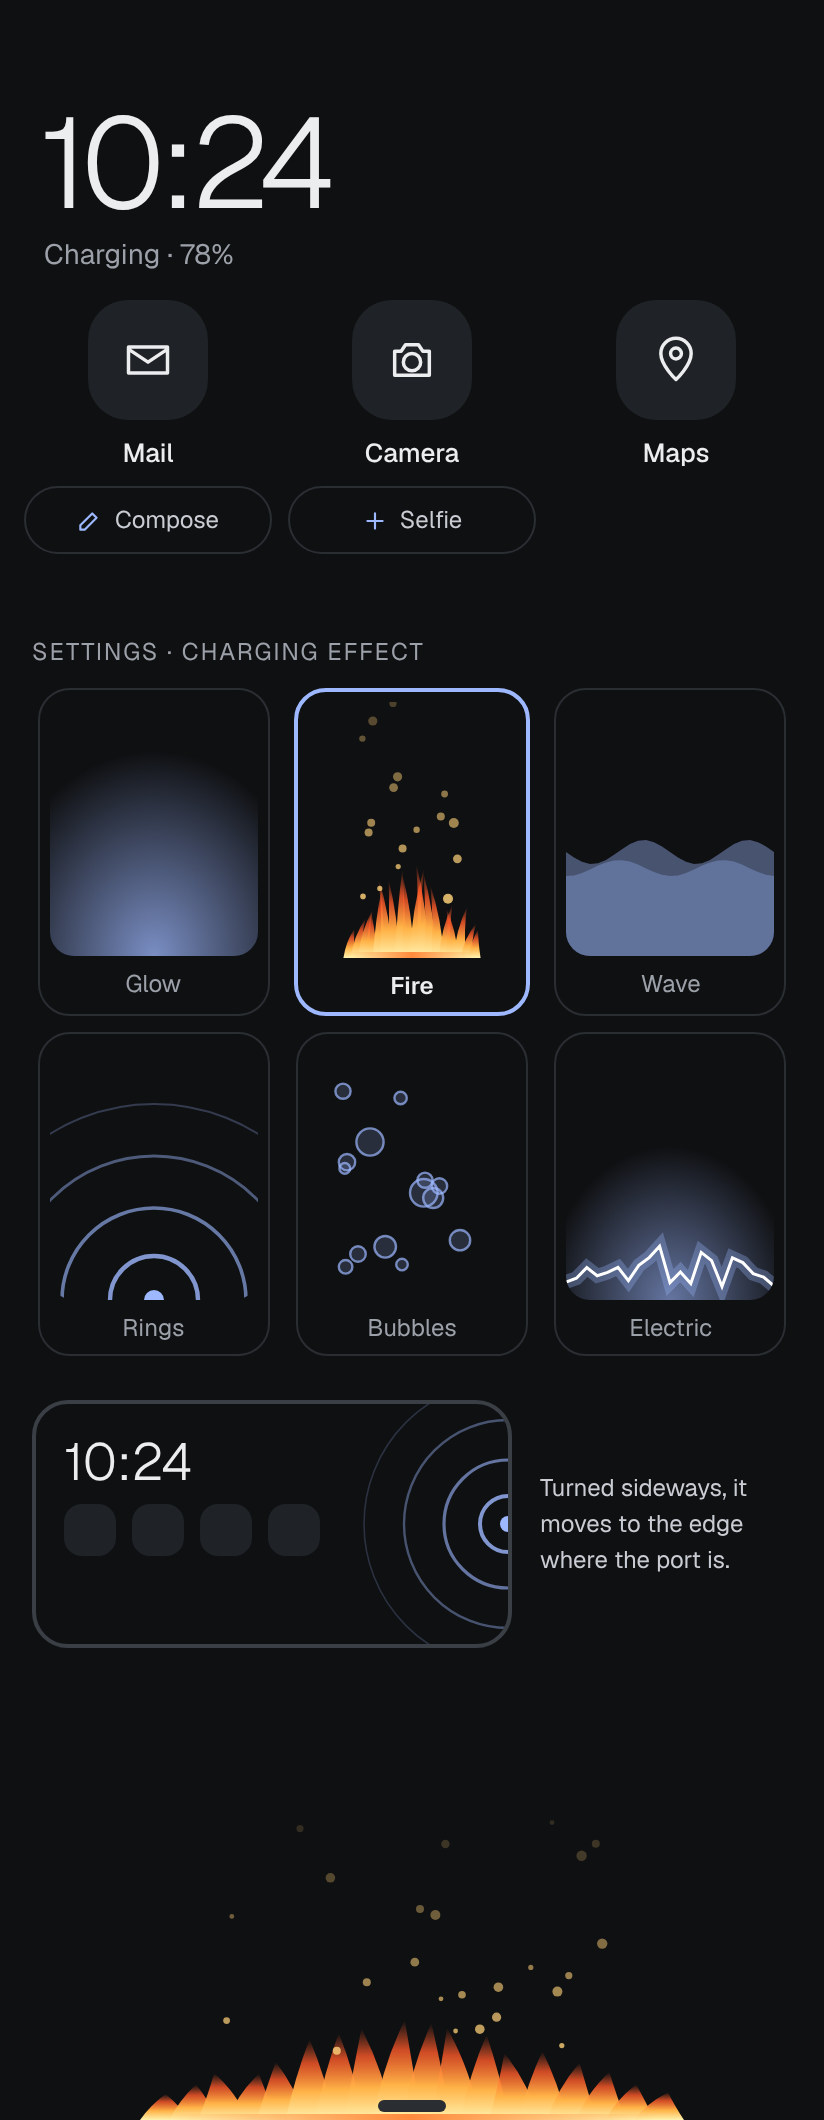 10:24
Charging · 78%
Mail
Camera
Maps
Compose
Selfie
SETTINGS · CHARGING EFFECT
Glow
Fire
Wave
Rings
Bubbles
Electric
10:24
Turned sideways, it
moves to the edge
where the port is.